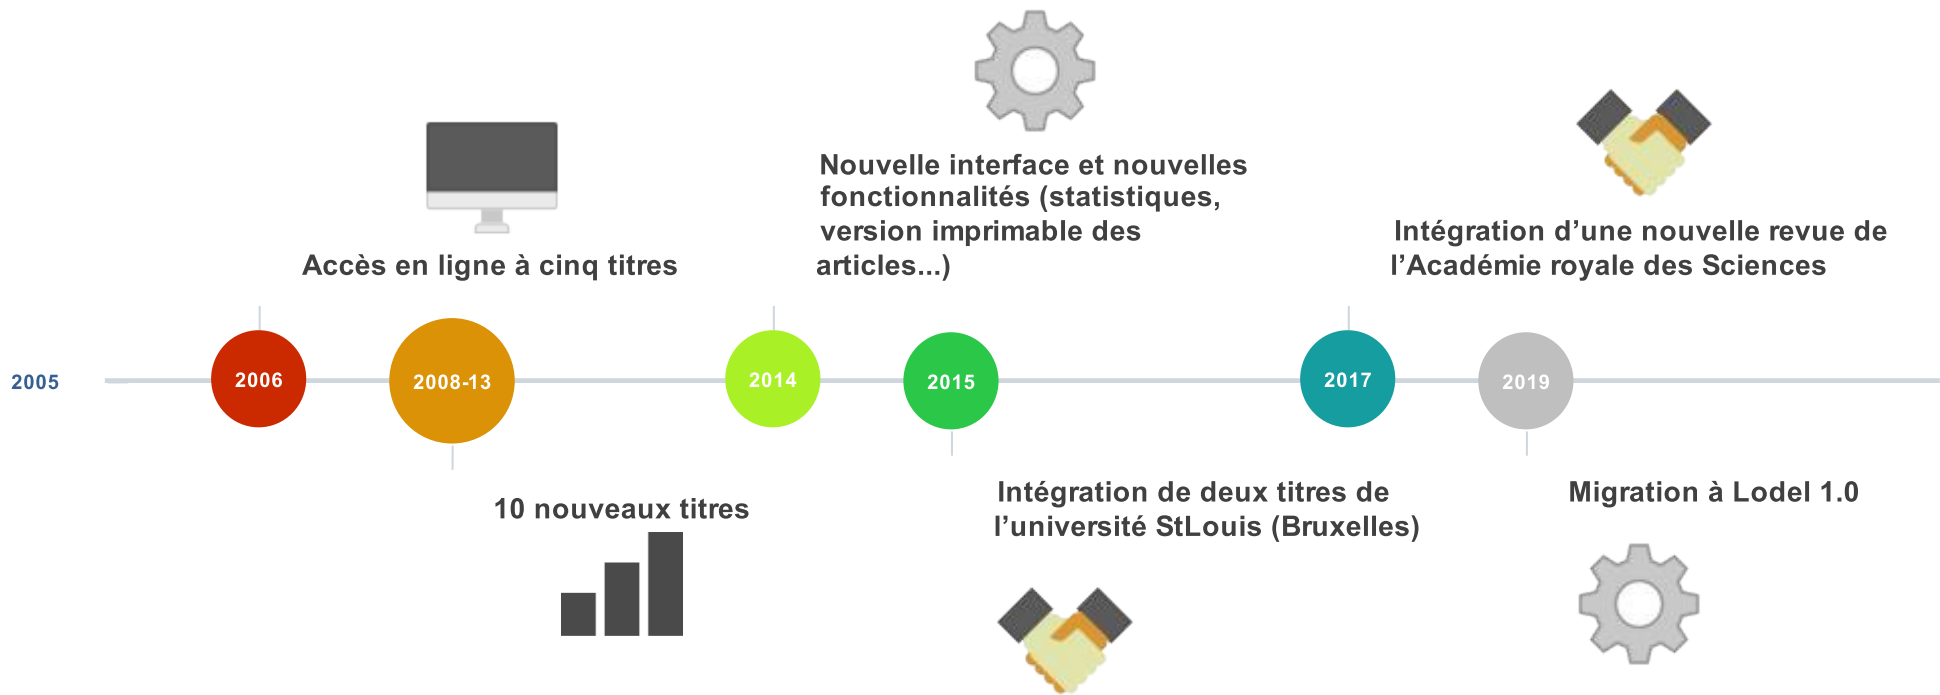 Nouvelle interface et nouvelles
fonctionnalités (statistiques,
version imprimable des
articles...)
Intégration d’une nouvelle revue de
l’Académie royale des Sciences
Accès en ligne à cinq titres
2005
2006
2008-13
2014
2015
2017
2019
10 nouveaux titres
Intégration de deux titres de
l’université StLouis (Bruxelles)
Migration à Lodel 1.0